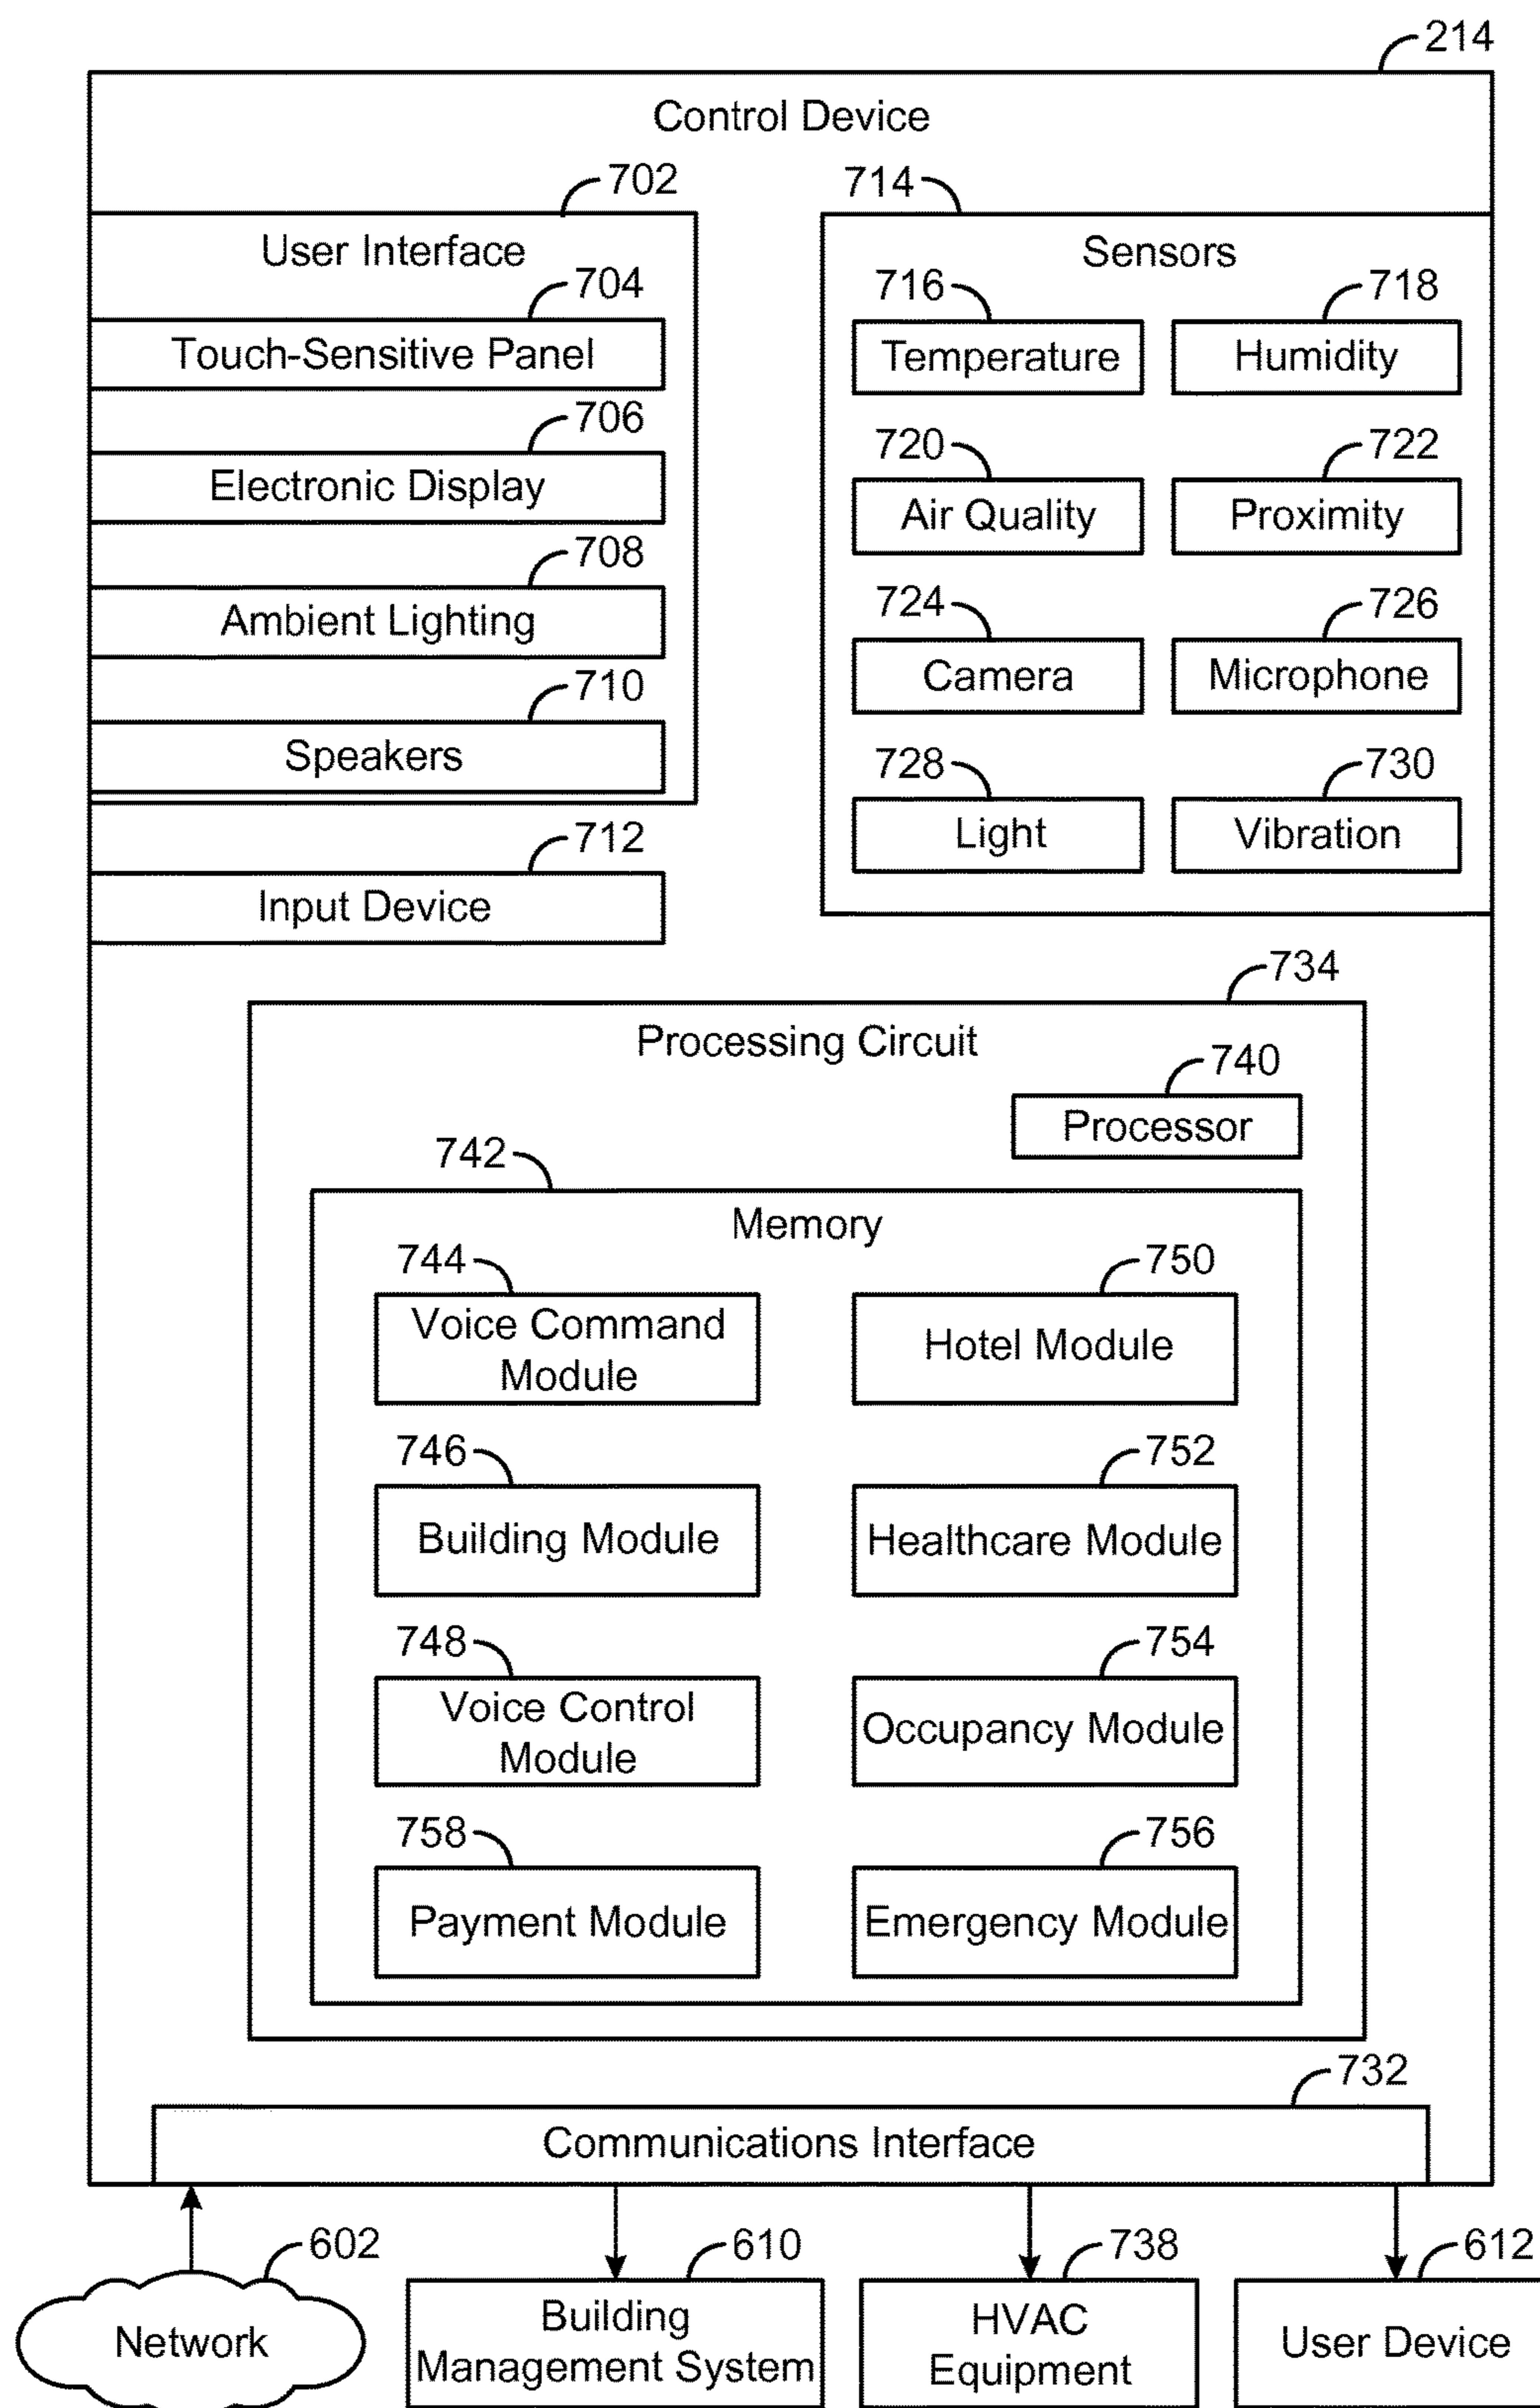 214
Control Device
702
User Interface
704
Touch-Sensitive Panel
706
Electronic Display
708
Ambient Lighting
710
Speakers
712
Input Device
714
Sensors
716
Temperature
718
Humidity
720
Air Quality
722
Proximity
724
Camera
726
Microphone
728
Light
730
Vibration
734
Processing Circuit
740
Processor
742
Memory
744
Voice Command
Module
750
Hotel Module
746
Building Module
752
Healthcare Module
748
Voice Control
Module
754
Occupancy Module
758
Payment Module
756
Emergency Module
732
Communications Interface
602
Network
610
Building
Management System
738
HVAC
Equipment
612
User Device